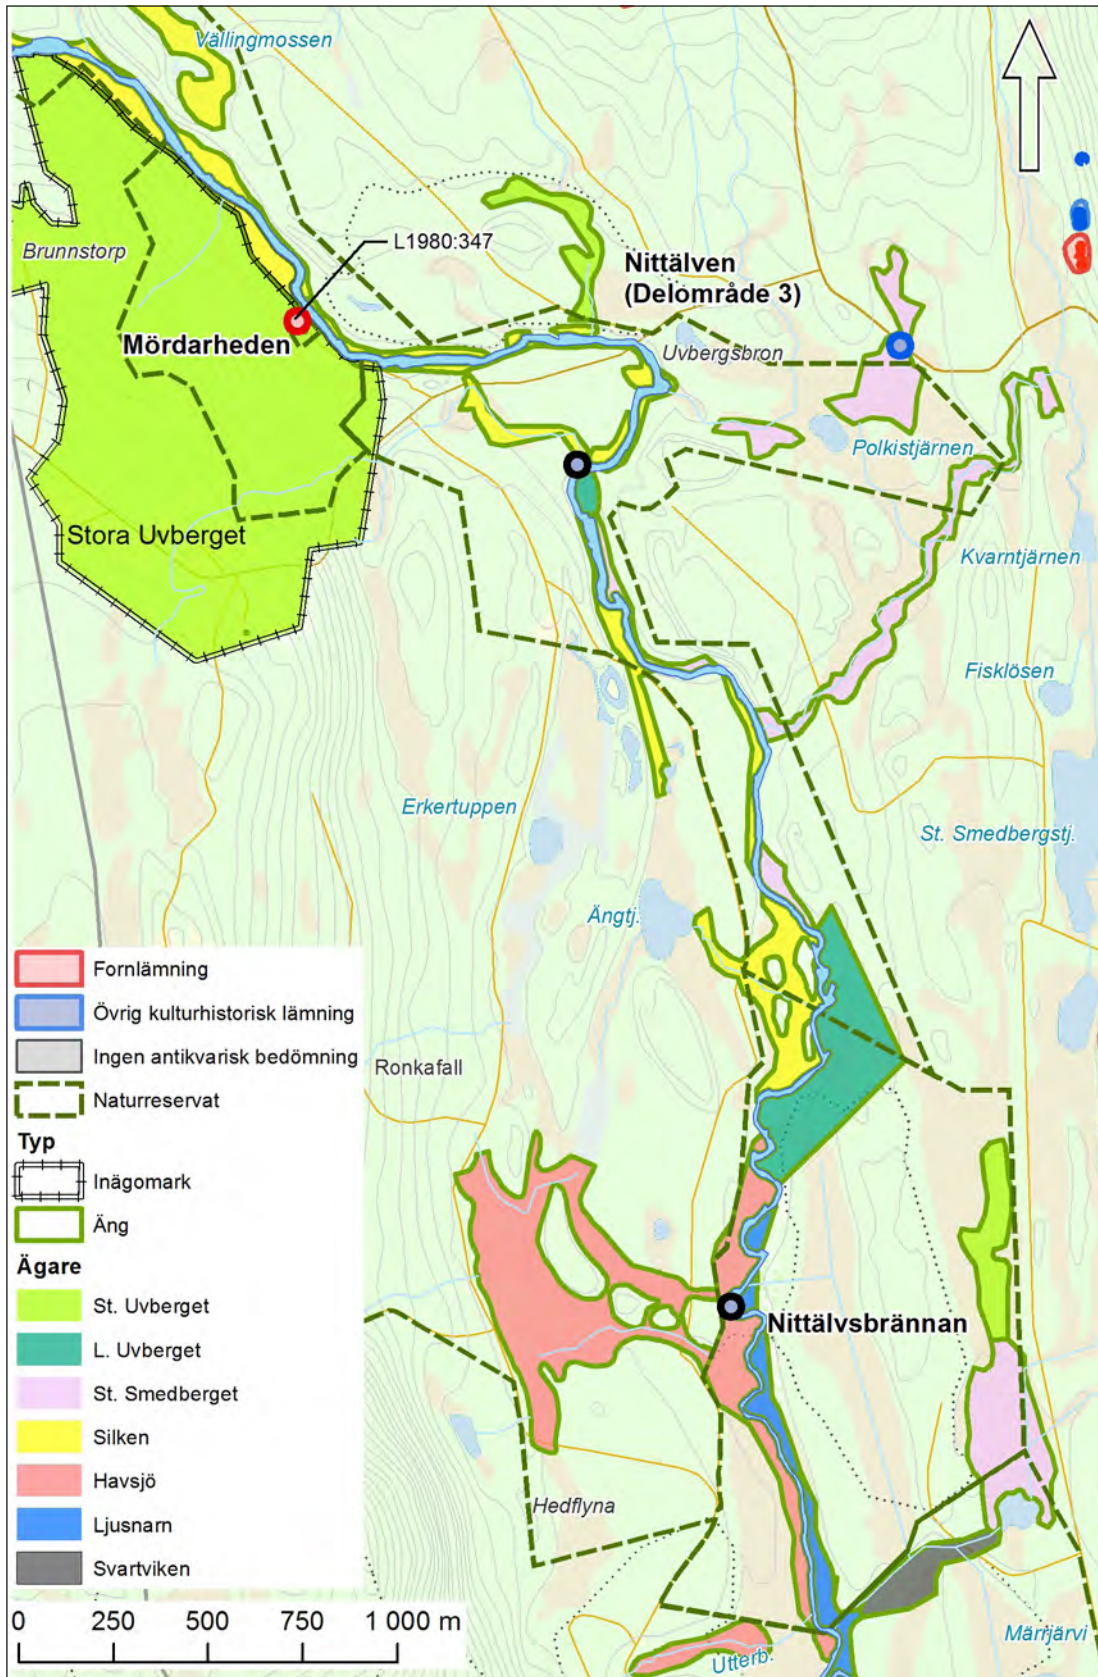 Vällingmossen
L1980:347
Brunnstorp
Nittälven
(Delområde 3)
Mördarheden
Uvbergsbron
Polkistjärnen
Stora Uvberget
Kvarntjärnen
Fisklösen
Erkertuppen
St. Smedbergstj.
Ängtj.
Ronkafall
Nittälvsbrännan
Hedflyna
Märrjärvi
Utterb.
Fornlämning
Övrig kulturhistorisk lämning
Ingen antikvarisk bedömning
Naturreservat
Typ
Inägomark
Äng
Ägare
St. Uvberget
L. Uvberget
St. Smedberget
Silken
Havsjö
Ljusnarn
Svartviken
0 250 500 750 1 000 m